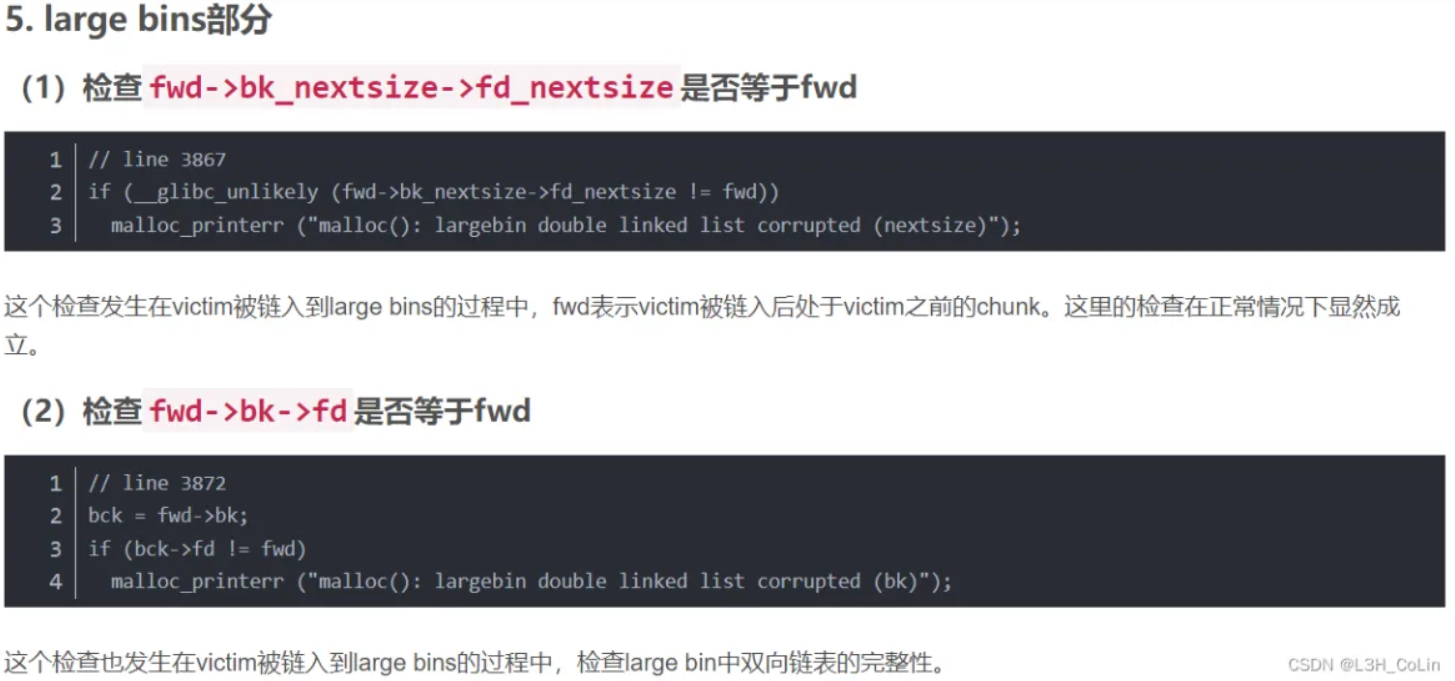 5. large bins部分
（1）检查fwd->bk_nextsize->fd_nextsize是否等于fwd
1 // line 3867
2 if (__glibc_unlikely (fwd->bk_nextsize->fd_nextsize != fwd))
3 malloc_printerr ("malloc(): largebin double linked list corrupted (nextsize)");
这个检查发生在victim被链入到large bins的过程中，fwd表示victim被链入后处于victim之前的chunk。这里的检查在正常情况下显然成
立。
（2）检查fwd->bk->fd是否等于fwd
1 // line 3872
2 bck = fwd->bk;
3 if (bck->fd != fwd)
4 malloc_printerr ("malloc(): largebin double linked list corrupted (bk)");
这个检查也发生在victim被链入到large bins的过程中，检查large bin中双向链表的完整性。
CSDN @L3H_CoLin